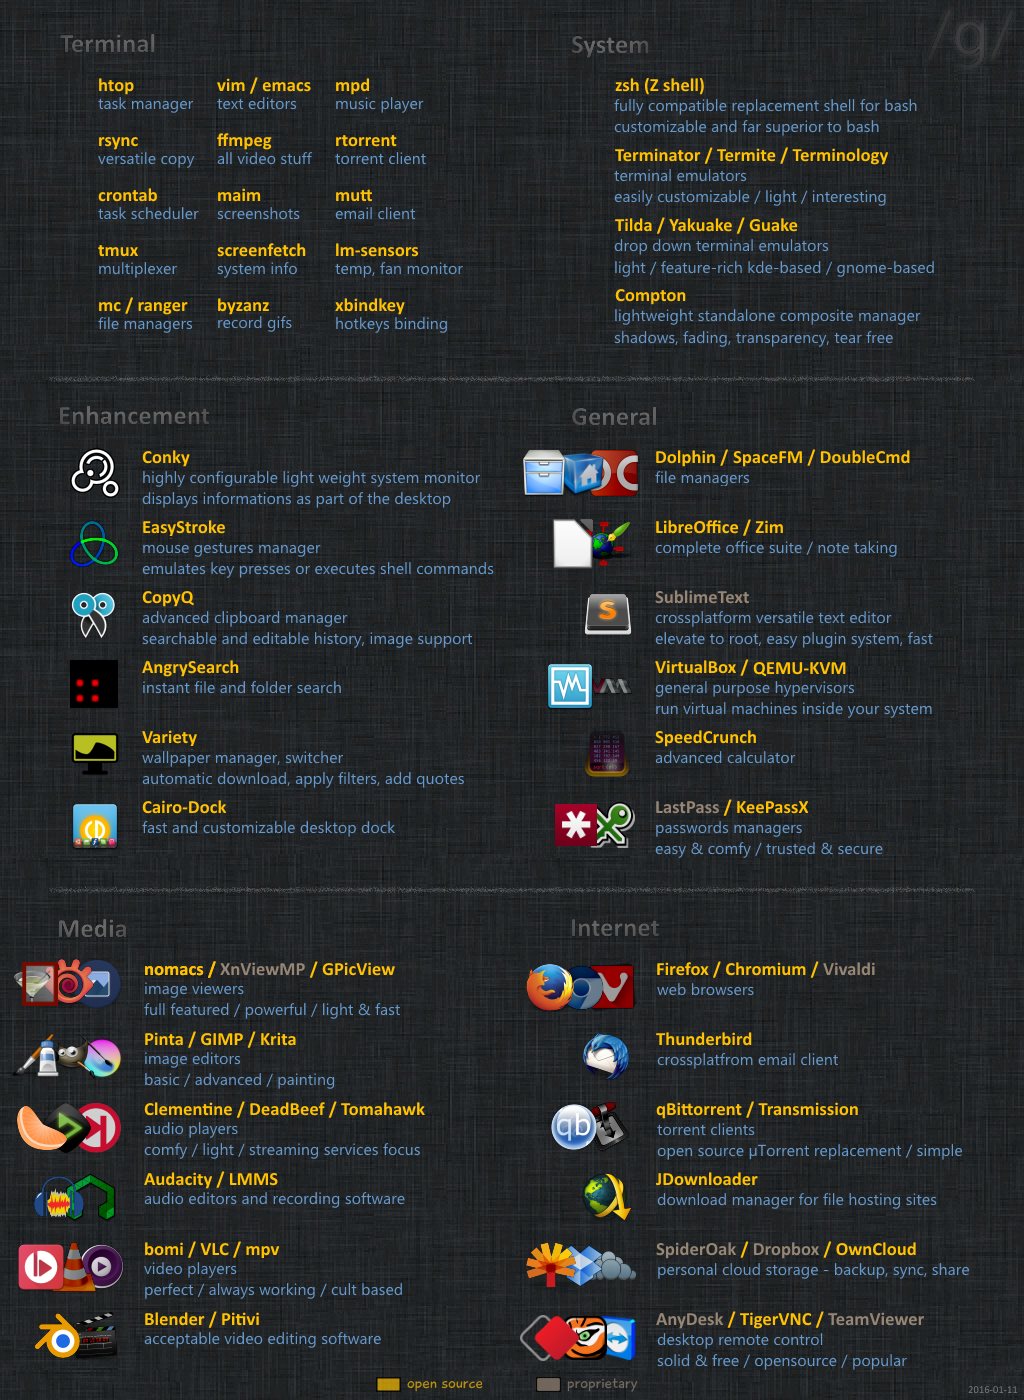 /g/
Terminal
htop
task manager
vim / emacs
text editors
mpd
music player
rsync
versatile copy
ffmpeg
all video stuff
rtorrent
torrent client
crontab
task scheduler
maim
screenshots
mutt
email client
tmux
multiplexer
screenfetch
system info
lm-sensors
temp, fan monitor
mc / ranger
file managers
byzanz
record gifs
xbindkey
hotkeys binding
System
zsh (Z shell)
fully compatible replacement shell for bash
customizable and far superior to bash
Terminator / Termite / Terminology
terminal emulators
easily customizable / light / interesting
Tilda / Yakuake / Guake
drop down terminal emulators
light / feature-rich kde-based / gnome-based
Compton
lightweight standalone composite manager
shadows, fading, transparency, tear free
Enhancement
Conky
highly configurable light weight system monitor
displays informations as part of the desktop
EasyStroke
mouse gestures manager
emulates key presses or executes shell commands
CopyQ
advanced clipboard manager
searchable and editable history, image support
AngrySearch
instant file and folder search
Variety
wallpaper manager, switcher
automatic download, apply filters, add quotes
Cairo-Dock
fast and customizable desktop dock
General
Dolphin / SpaceFM / DoubleCmd
file managers
LibreOffice / Zim
complete office suite / note taking
SublimeText
crossplatform versatile text editor
elevate to root, easy plugin system, fast
VirtualBox / QEMU-KVM
general purpose hypervisors
run virtual machines inside your system
SpeedCrunch
advanced calculator
LastPass / KeePassX
passwords managers
easy & comfy / trusted & secure
Media
nomacs / XnViewMP / GPicView
image viewers
full featured / powerful / light & fast
Pinta / GIMP / Krita
image editors
basic / advanced / painting
Clementine / DeadBeef / Tomahawk
audio players
comfy / light / streaming services focus
Audacity / LMMS
audio editors and recording software
bomi / VLC / mpv
video players
perfect / always working / cult based
Blender / Pitivi
acceptable video editing software
Internet
Firefox / Chromium / Vivaldi
web browsers
Thunderbird
crossplatfrom email client
qb
qBittorrent / Transmission
torrent clients
open source µTorrent replacement / simple
JDownloader
download manager for file hosting sites
SpiderOak / Dropbox / OwnCloud
personal cloud storage - backup, sync, share
AnyDesk / TigerVNC / TeamViewer
desktop remote control
solid & free / opensource / popular
open source
proprietary
2016-01-11